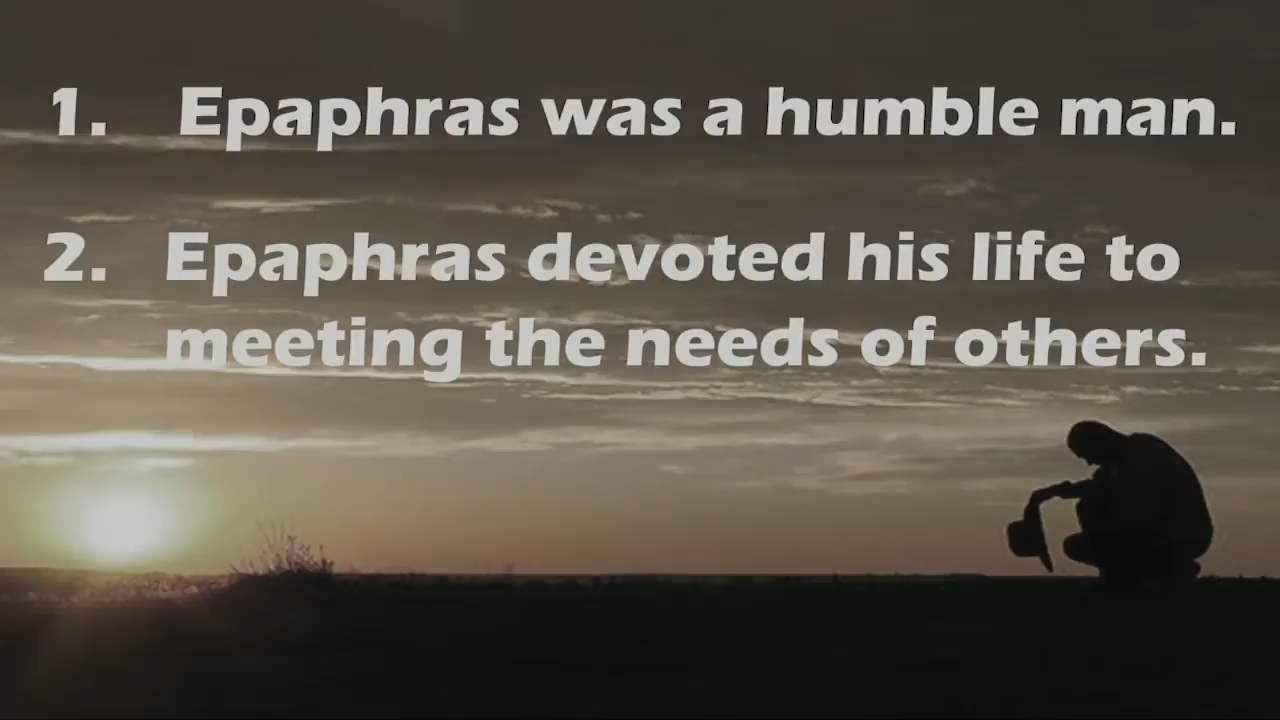 1. Epaphras was a humble man.
2. Epaphras devoted his life to
meeting the needs of others.